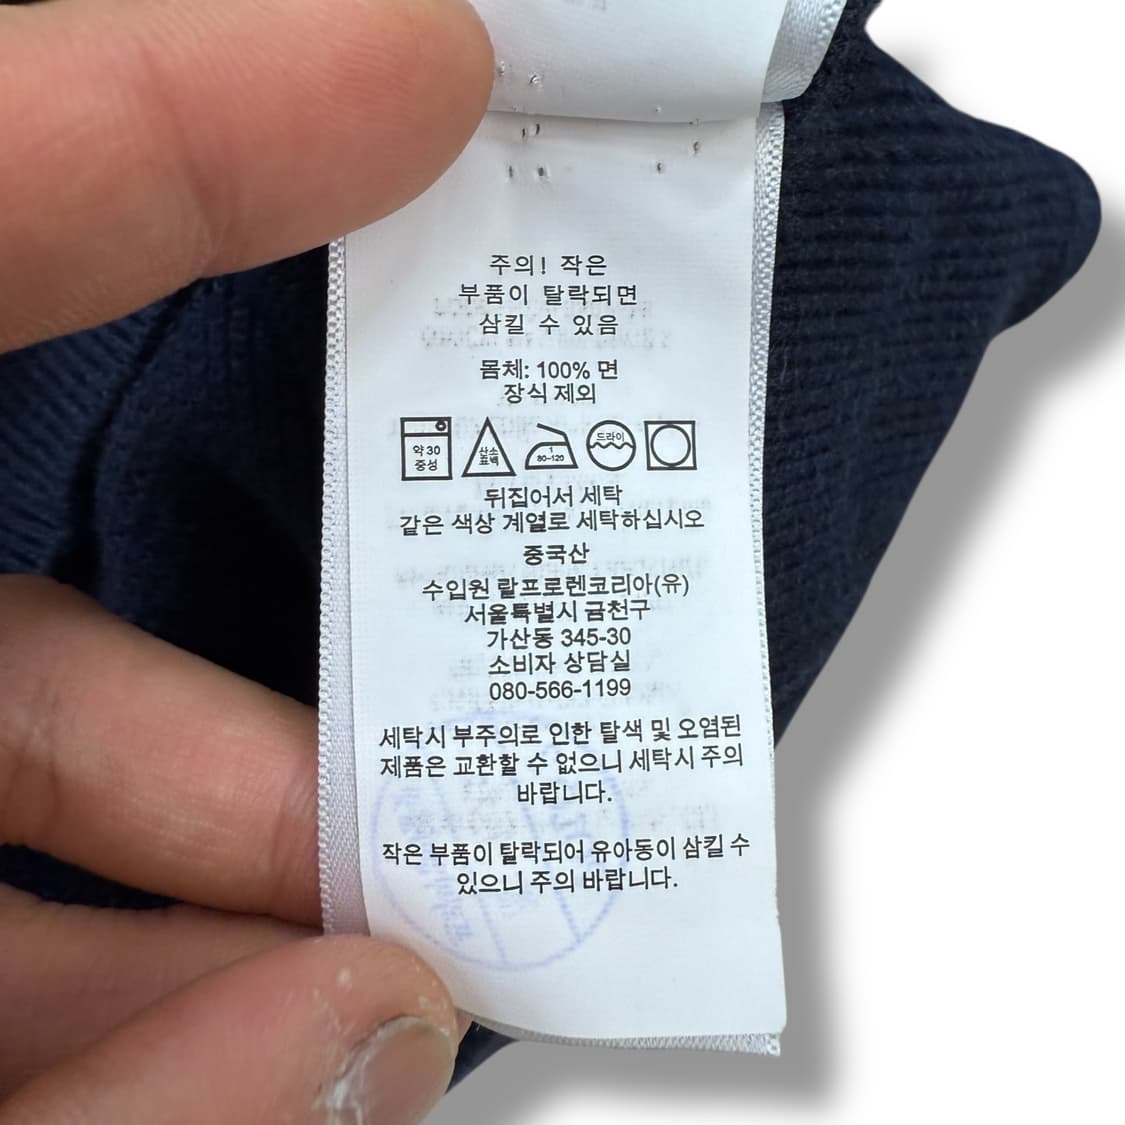 주의! 작은
부품이 탈락되면
삼킬 수 있음
몸체: 100% 면
장식 제외
약 30
중성
산소
표백
1
80~120
드라이
뒤집어서 세탁
같은 색상 계열로 세탁하십시오
중국산
수입원 랄프로렌코리아(유)
서울특별시 금천구
가산동 345-30
소비자 상담실
080-566-1199
세탁시 부주의로 인한 탈색 및 오염된
제품은 교환할 수 없으니 세탁시 주의
바랍니다.
작은 부품이 탈락되어 유아동이 삼킬 수
있으니 주의 바랍니다.